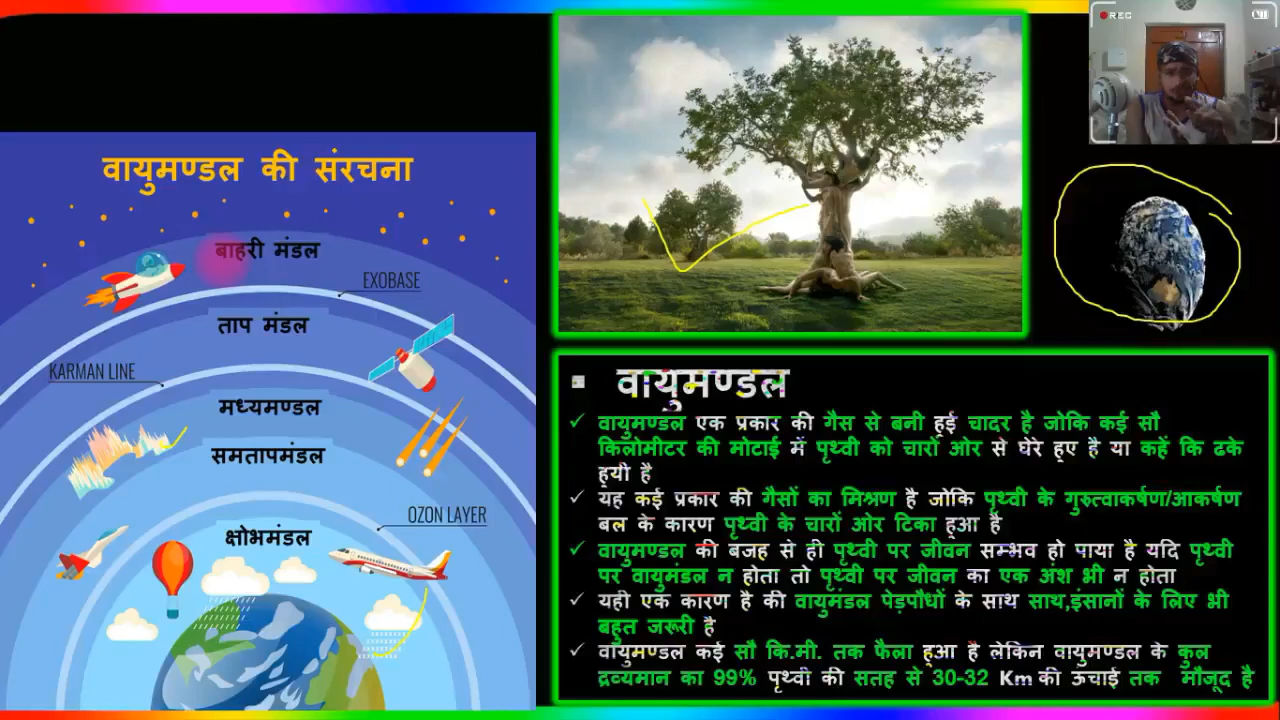 वायुमण्डल की संरचना
बाहरी मंडल
EXOBASE
ताप मंडल
KARMAN LINE
मध्यमण्डल
समतापमंडल
OZON LAYER
क्षोभमंडल
REC
वायुमण्डल
वायुमण्डल एक प्रकार की गैस से बनी हुई चादर है जोकि कई सौ
किलोमीटर की मोटाई में पृथ्वी को चारों ओर से घेरे हुए है या कहें कि ढके
हुयी है
यह कई प्रकार की गैसों का मिश्रण है जोकि पृथ्वी के गुरुत्वाकर्षण/आकर्षण
बल के कारण पृथ्वी के चारों ओर टिका हुआ है
वायुमण्डल की बजह से ही पृथ्वी पर जीवन सम्भव हो पाया है यदि पृथ्वी
पर वायुमंडल न होता तो पृथ्वी पर जीवन का एक अंश भी न होता
यही एक कारण है की वायुमंडल पेड़पौधों के साथ साथ,इंसानों के लिए भी
बहुत जरूरी है
वायुमण्डल कई सौ कि.मी. तक फैला हुआ है लेकिन वायुमण्डल के कुल
द्रव्यमान का 99% पृथ्वी की सतह से 30-32 Km की ऊंचाई तक मौजूद है